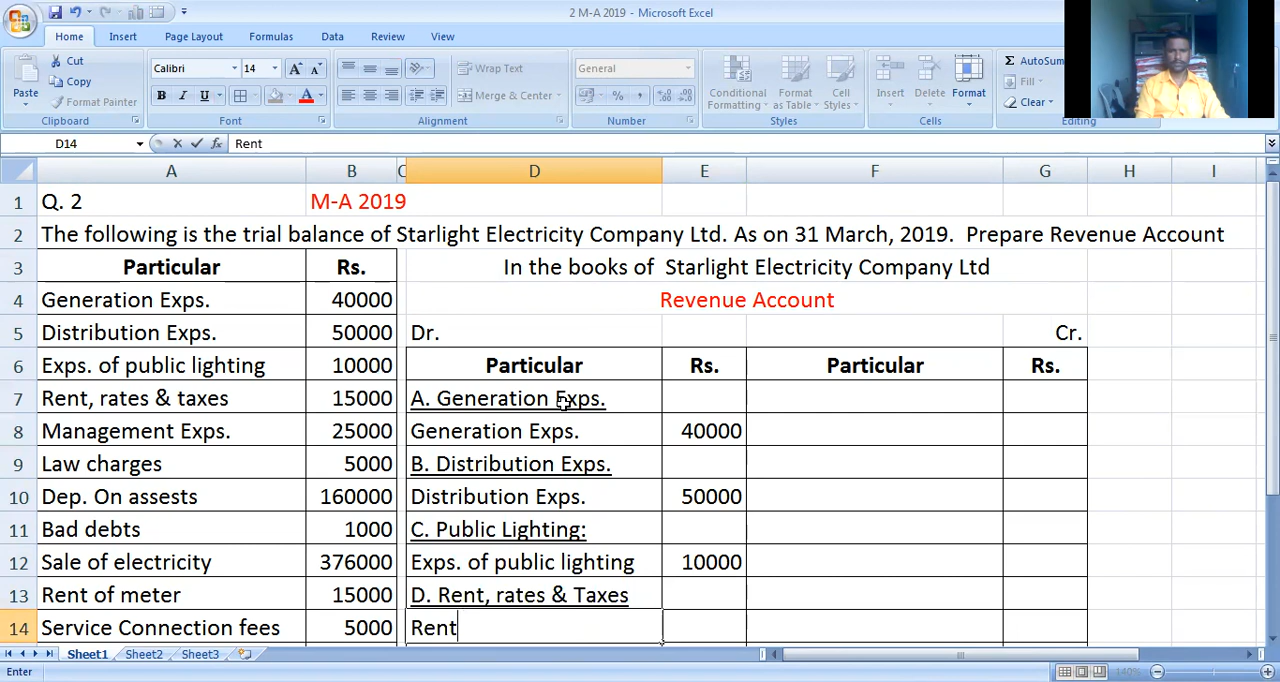 2 M-A 2019 - Microsoft Excel
Home Insert Page Layout Formulas Data Review View
Cut Calibri 14 Wrap Text General AutoSum
Copy Fill
Paste Format Painter B I U Merge & Center % , Conditional Formatting Format as Table Cell Styles Insert Delete Format Clear
Clipboard Font Alignment Number Styles Cells Editing
D14 fx Rent
A B C D E F G H I
1 Q. 2 M-A 2019
2 The following is the trial balance of Starlight Electricity Company Ltd. As on 31 March, 2019. Prepare Revenue Account
3 Particular Rs. In the books of Starlight Electricity Company Ltd
4 Generation Exps. 40000 Revenue Account
5 Distribution Exps. 50000 Dr. Cr.
6 Exps. of public lighting 10000 Particular Rs. Particular Rs.
7 Rent, rates & taxes 15000 A. Generation Exps.
8 Management Exps. 25000 Generation Exps. 40000
9 Law charges 5000 B. Distribution Exps.
10 Dep. On assests 160000 Distribution Exps. 50000
11 Bad debts 1000 C. Public Lighting:
12 Sale of electricity 376000 Exps. of public lighting 10000
13 Rent of meter 15000 D. Rent, rates & Taxes
14 Service Connection fees 5000 Rent
Sheet1 Sheet2 Sheet3
Enter 140%